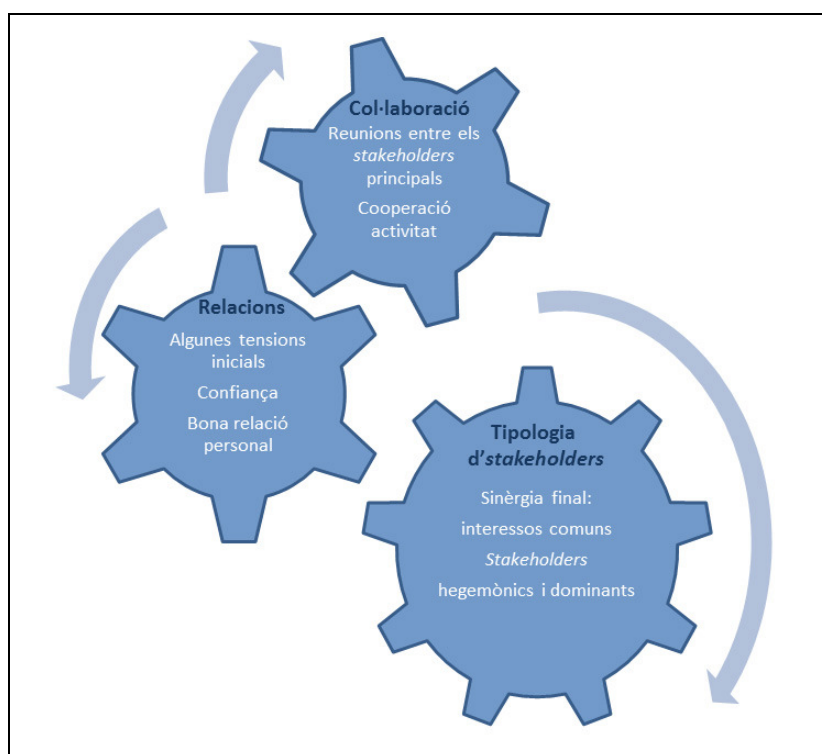 Col·laboració
Reunions entre els
stakeholders
principals
Cooperació
activitat
Relacions
Algunes tensions
inicials
Confiança
Bona relació
personal
Tipologia
d'stakeholders
Sinèrgia final:
interessos comuns
Stakeholders
hegemònics i dominants